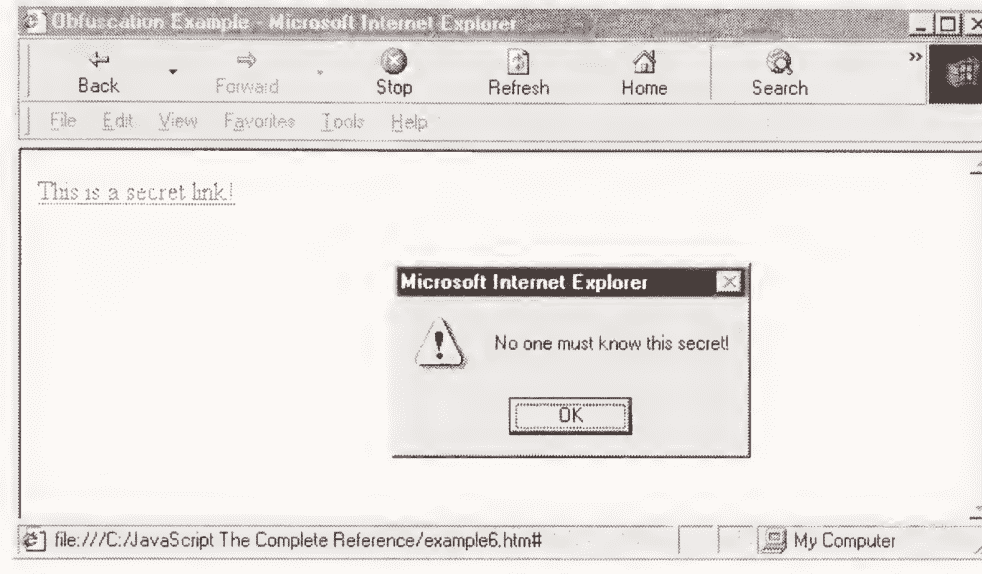 Obfuscation Example - Microsoft Internet Explorer
Back Forward Stop Refresh Home Search »
File Edit View Favorites Tools Help
This is a secret link!
Microsoft Internet Explorer
No one must know this secret!
OK
file:///C:/JavaScript The Complete Reference/example6.htm# My Computer